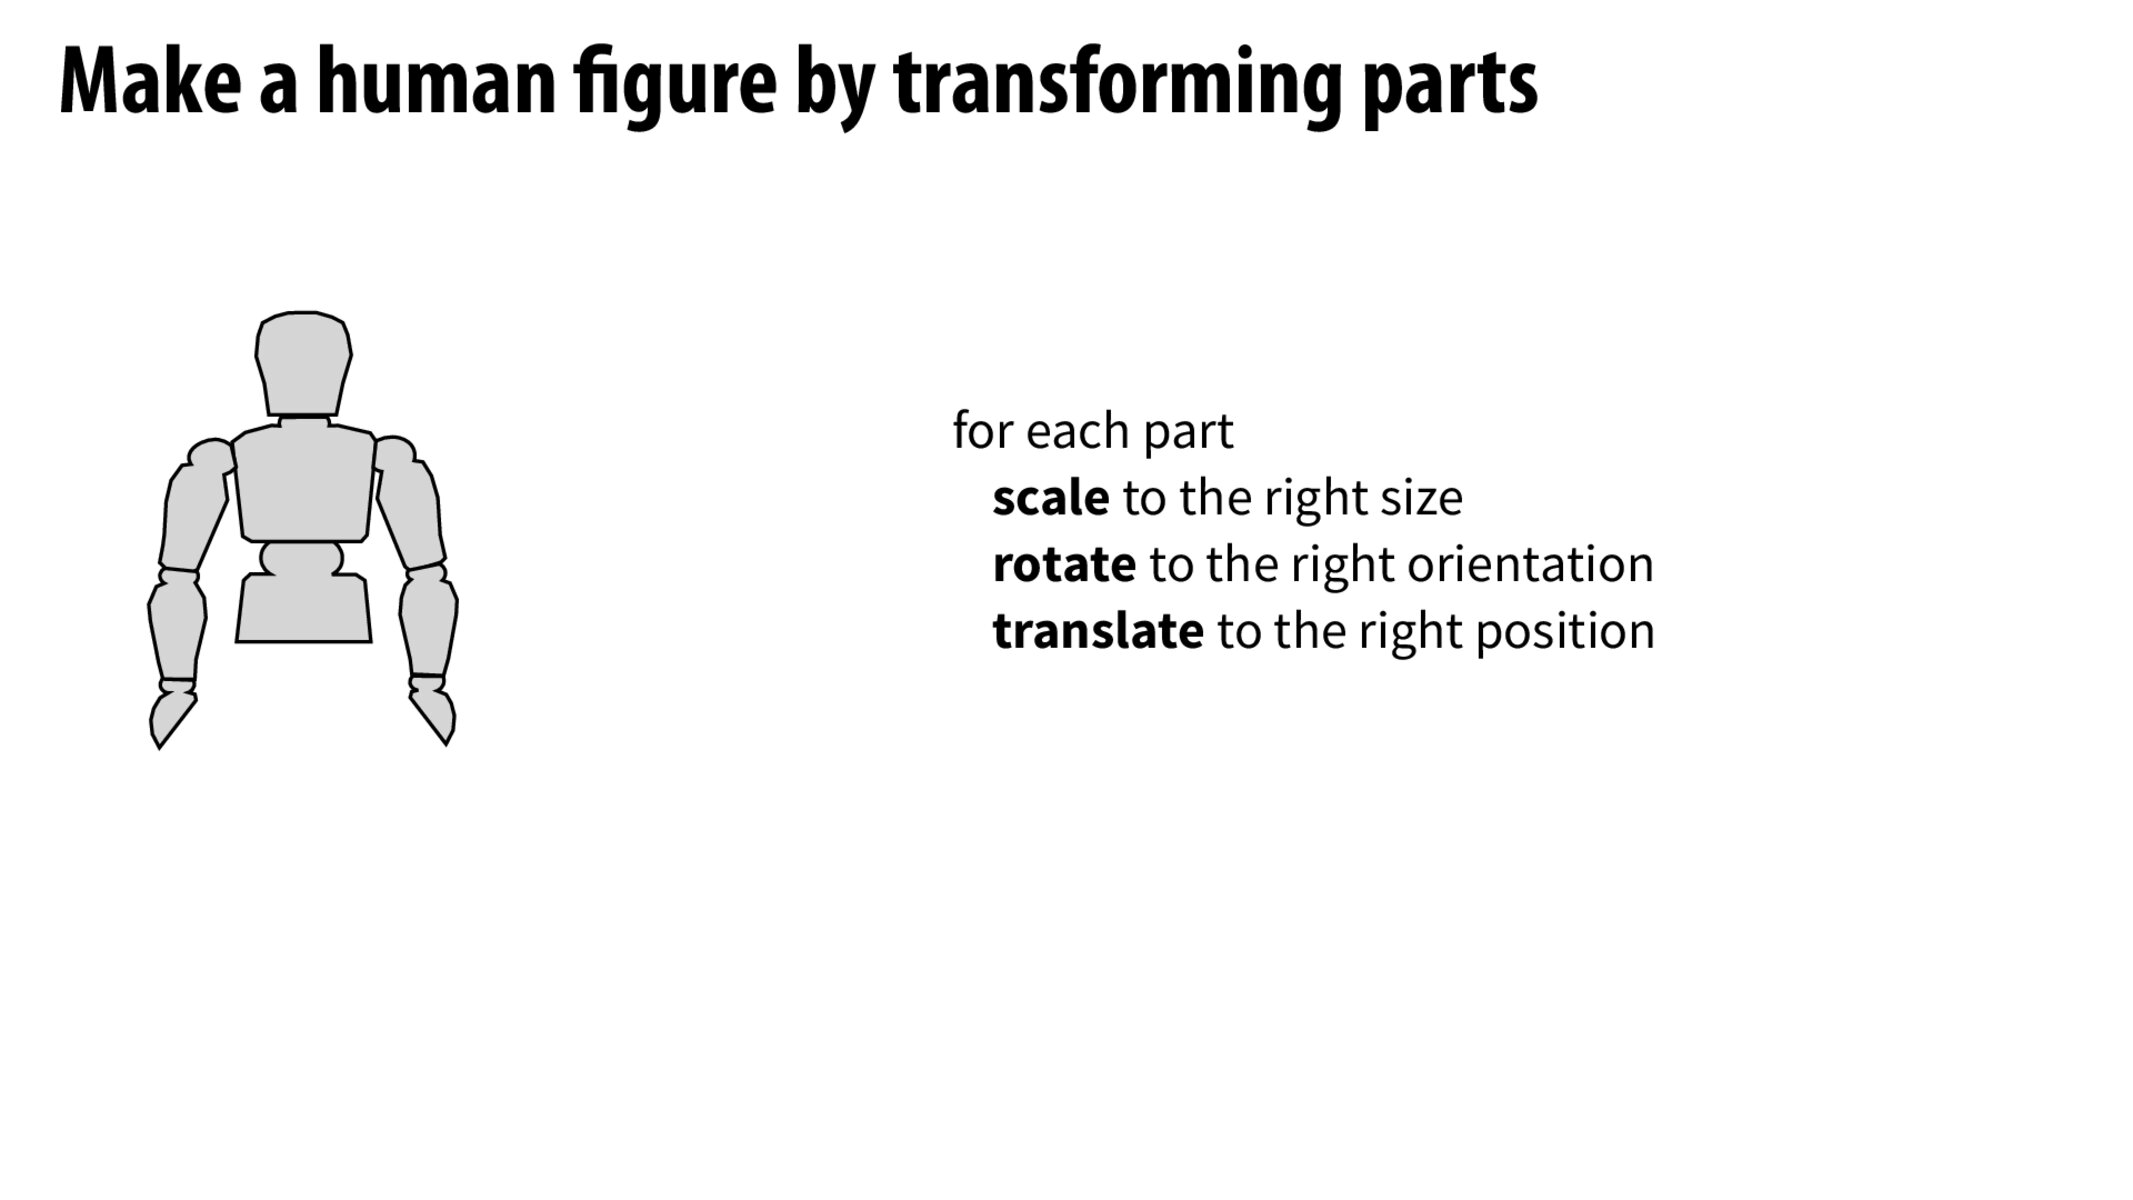 Make a human figure by transforming parts
for each part
scale to the right size
rotate to the right orientation
translate to the right position